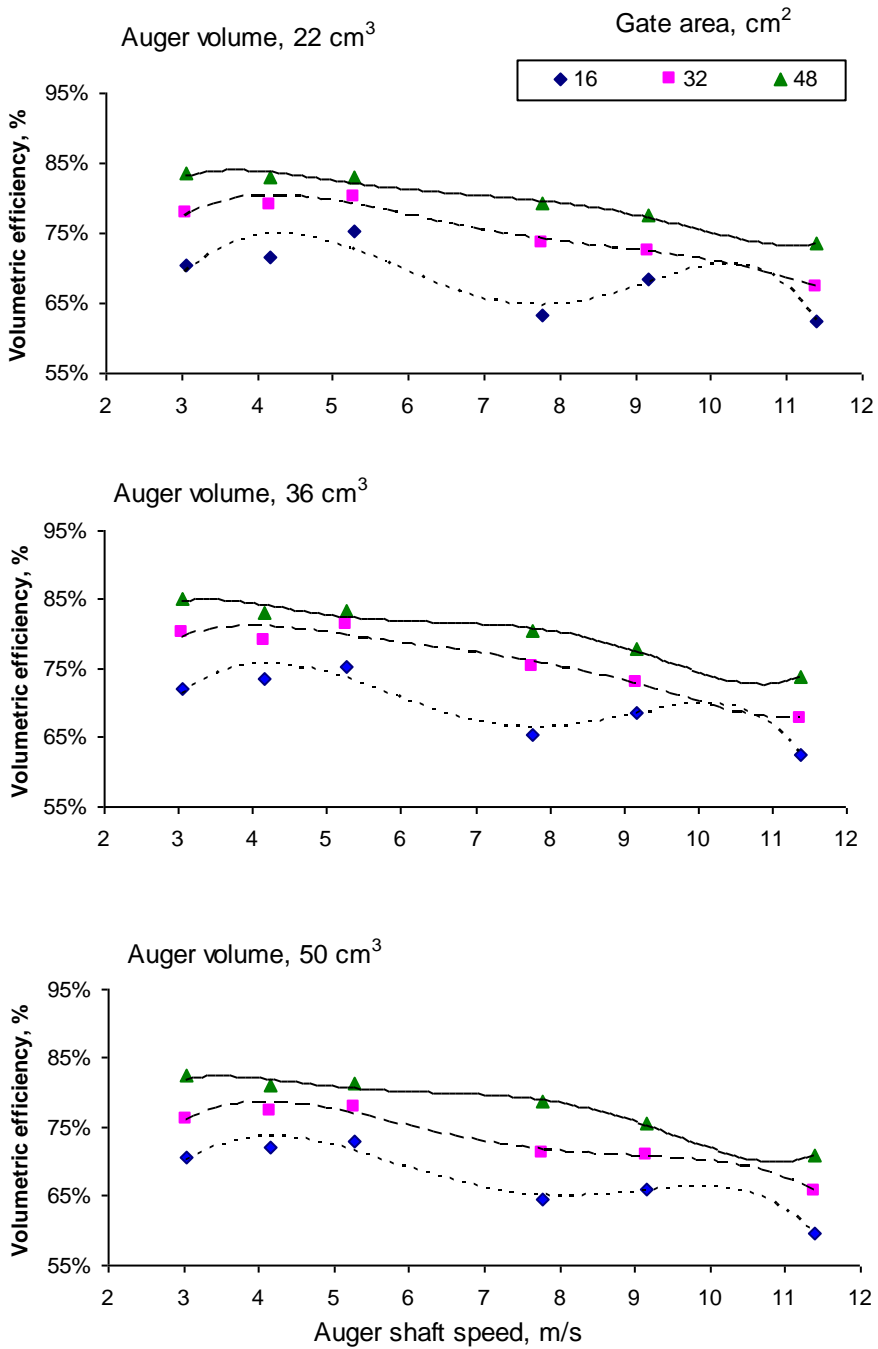 Auger volume, 22 cm³
Gate area, cm²
16 32 48
Volumetric efficiency, %
95%
85%
75%
65%
55%
2 3 4 5 6 7 8 9 10 11 12
Auger volume, 36 cm³
Volumetric efficiency, %
95%
85%
75%
65%
55%
2 3 4 5 6 7 8 9 10 11 12
Auger volume, 50 cm³
Volumetric efficiency, %
95%
85%
75%
65%
55%
2 3 4 5 6 7 8 9 10 11 12
Auger shaft speed, m/s